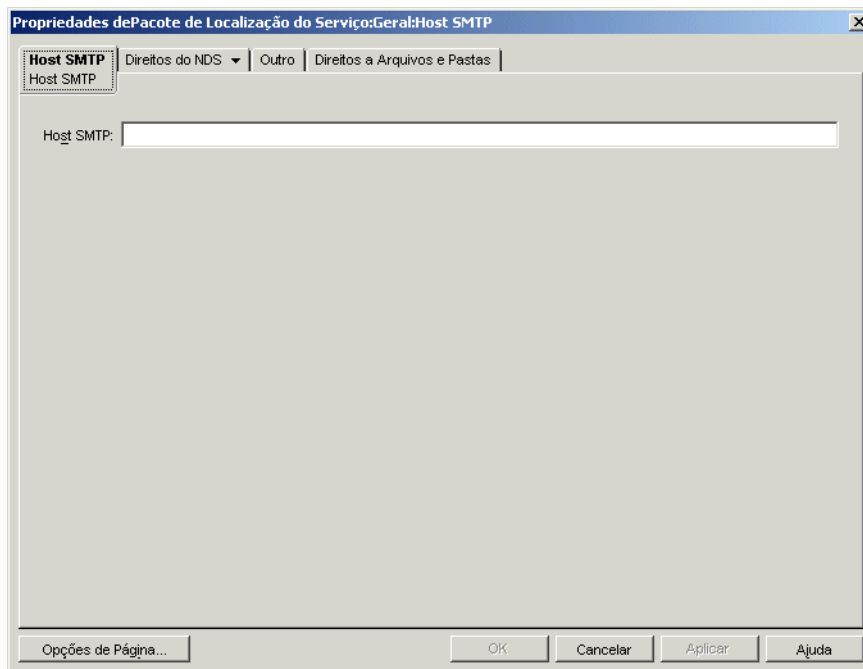 Propriedades dePacote de Localização do Serviço:Geral:Host SMTP
Host SMTP Direitos do NDS Outro Direitos a Arquivos e Pastas
Host SMTP
Host SMTP:
Opções de Página... OK Cancelar Aplicar Ajuda